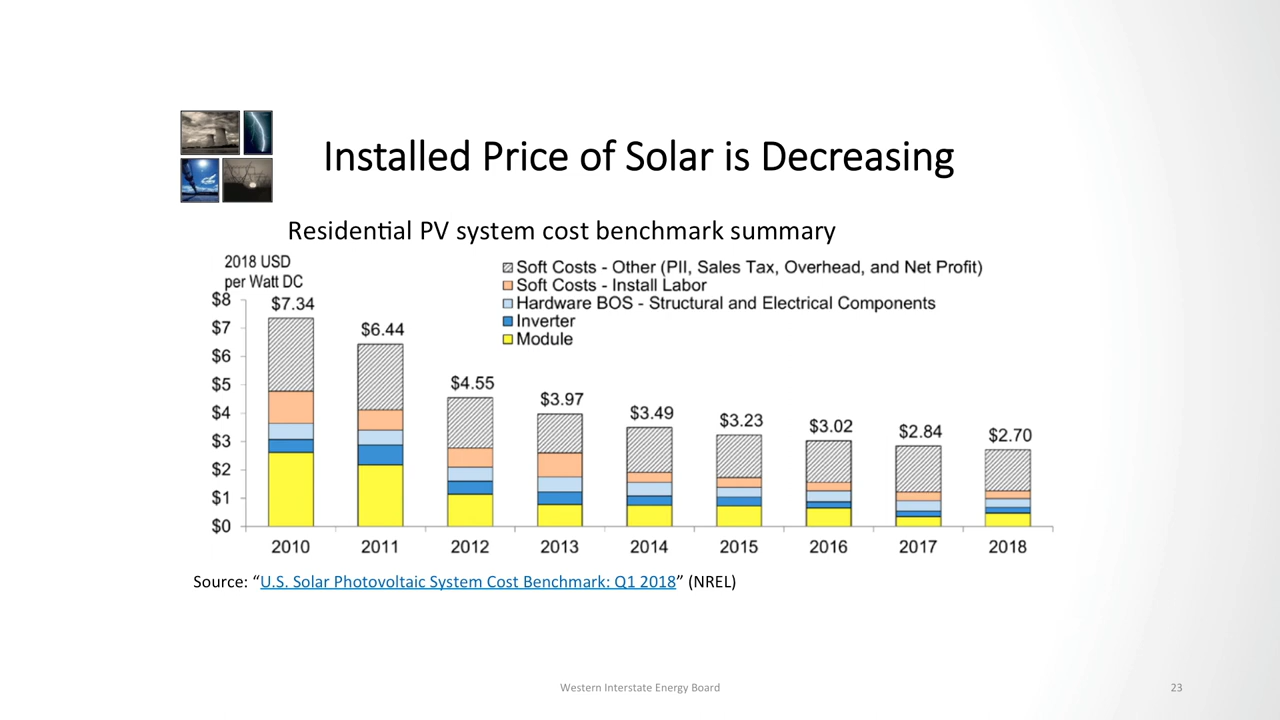 Installed Price of Solar is Decreasing
Residential PV system cost benchmark summary
2018 USD
per Watt DC
Soft Costs - Other (PII, Sales Tax, Overhead, and Net Profit)
Soft Costs - Install Labor
Hardware BOS - Structural and Electrical Components
Inverter
Module
$8
$7
$6
$5
$4
$3
$2
$1
$0
$7.34
$6.44
$4.55
$3.97
$3.49
$3.23
$3.02
$2.84
$2.70
2010 2011 2012 2013 2014 2015 2016 2017 2018
Source: “U.S. Solar Photovoltaic System Cost Benchmark: Q1 2018” (NREL)
Western Interstate Energy Board
23